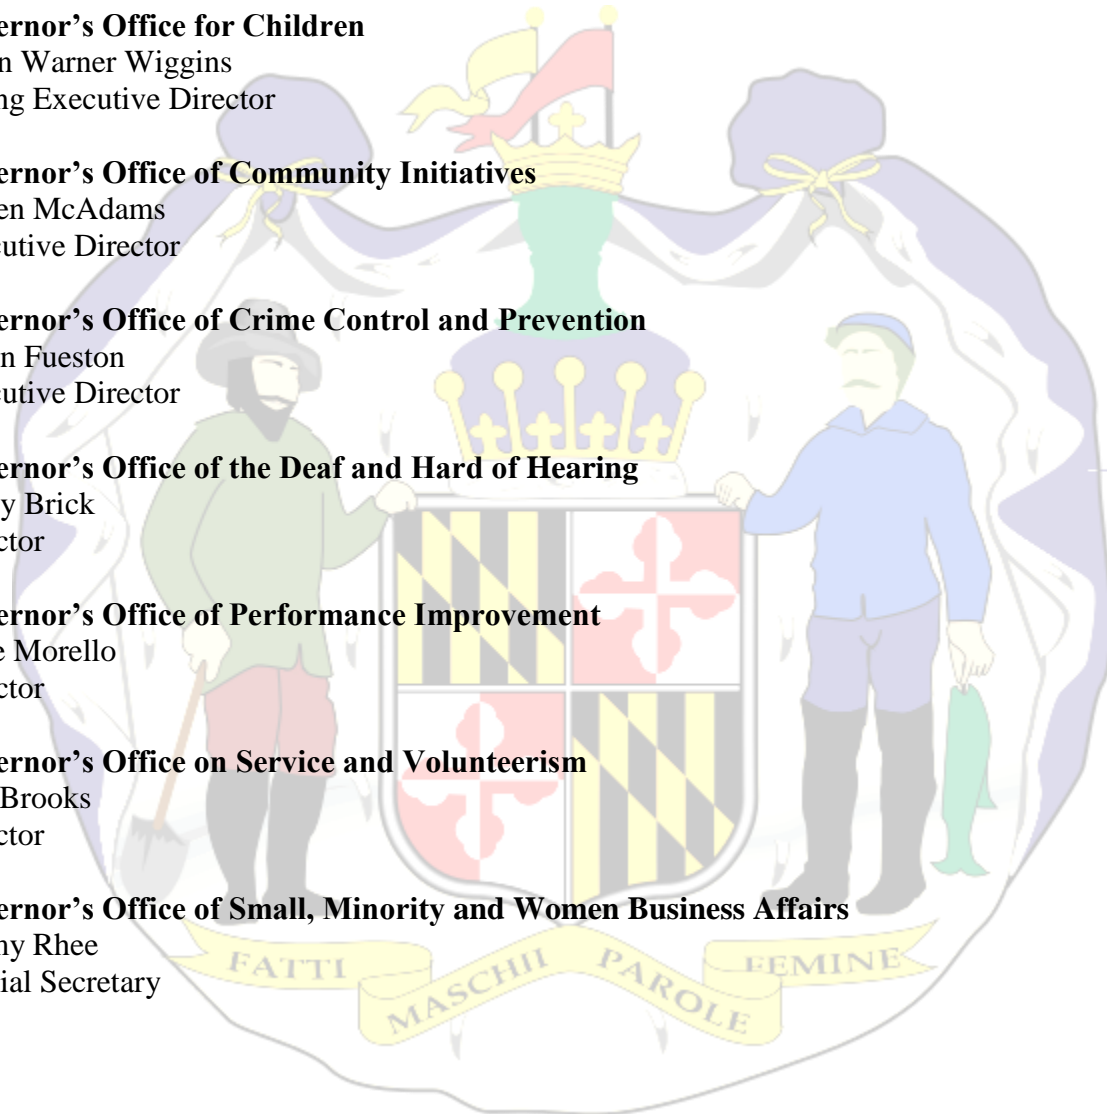 ernor’s Office for Children
n Warner Wiggins
ng Executive Director
ernor’s Office of Community Initiatives
en McAdams
cutive Director
ernor’s Office of Crime Control and Prevention
n Fueston
cutive Director
ernor’s Office of the Deaf and Hard of Hearing
y Brick
ctor
ernor’s Office of Performance Improvement
e Morello
ctor
ernor’s Office on Service and Volunteerism
Brooks
ctor
ernor’s Office of Small, Minority and Women Business Affairs
ny Rhee
ial Secretary
FATTI MASCHII PAROLE FEMINE